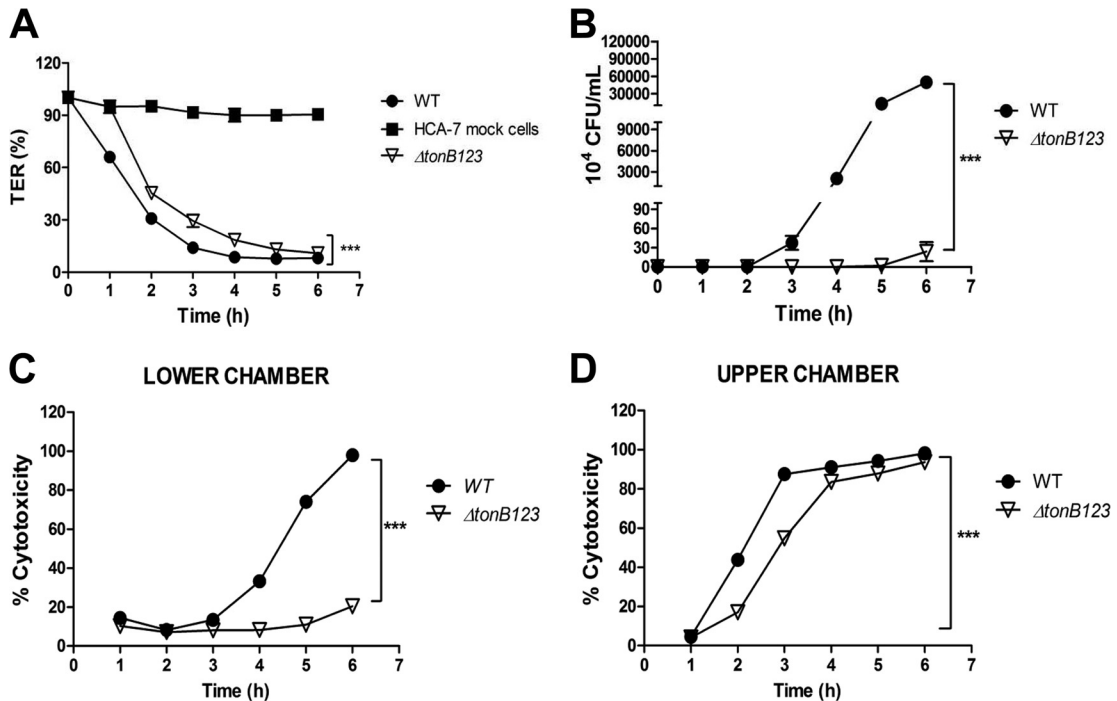 A
120
90
60
30
0
TER (%)
0 1 2 3 4 5 6 7
Time (h)
WT
HCA-7 mock cells
ΔtonB123
***
B
120000
90000
60000
30000
9000
6000
3000
90
60
30
0
10⁴ CFU/mL
0 1 2 3 4 5 6 7
Time (h)
WT
ΔtonB123
***
C
LOWER CHAMBER
120
100
80
60
40
20
0
% Cytotoxicity
0 1 2 3 4 5 6 7
Time (h)
WT
ΔtonB123
***
D
UPPER CHAMBER
120
100
80
60
40
20
0
% Cytotoxicity
0 1 2 3 4 5 6 7
Time (h)
WT
ΔtonB123
***